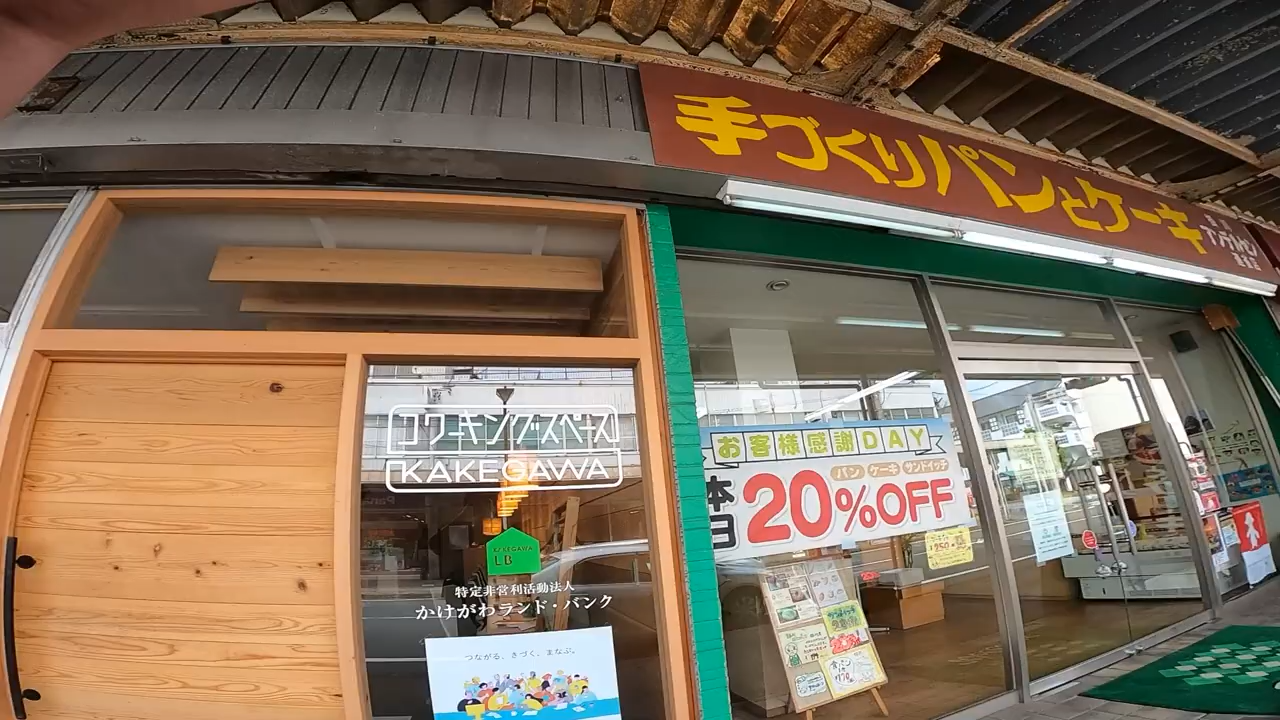 手づくりパンとケーキ
コワーキングスペース
KAKEGAWA
KAKEGAWA
LB
特定非営利活動法人
かけがわランド・バンク
つながる、きづく、まなぶ。
お客様感謝DAY
パン ケーキ サンドイッチ
本日20%OFF